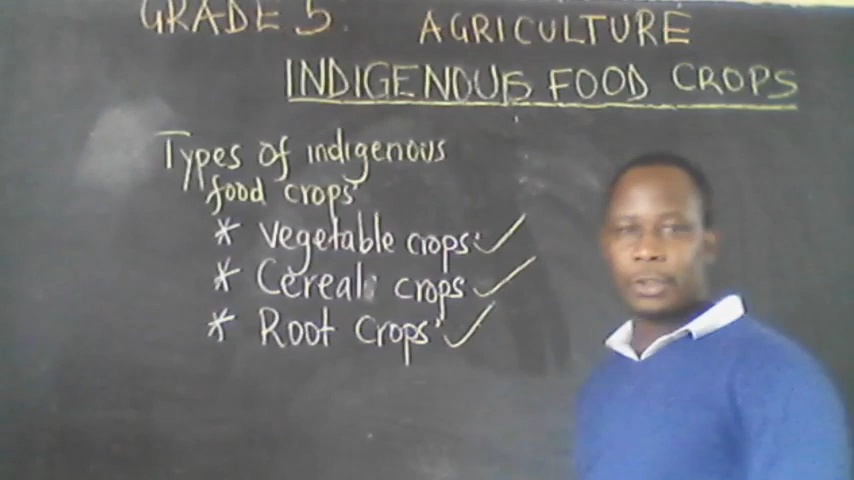 GRADE 5. AGRICULTURE
INDIGENOUS FOOD CROPS
Types of indigenous
food crops
* Vegetable crops ✓
* Cereal crops ✓
* Root crops ✓